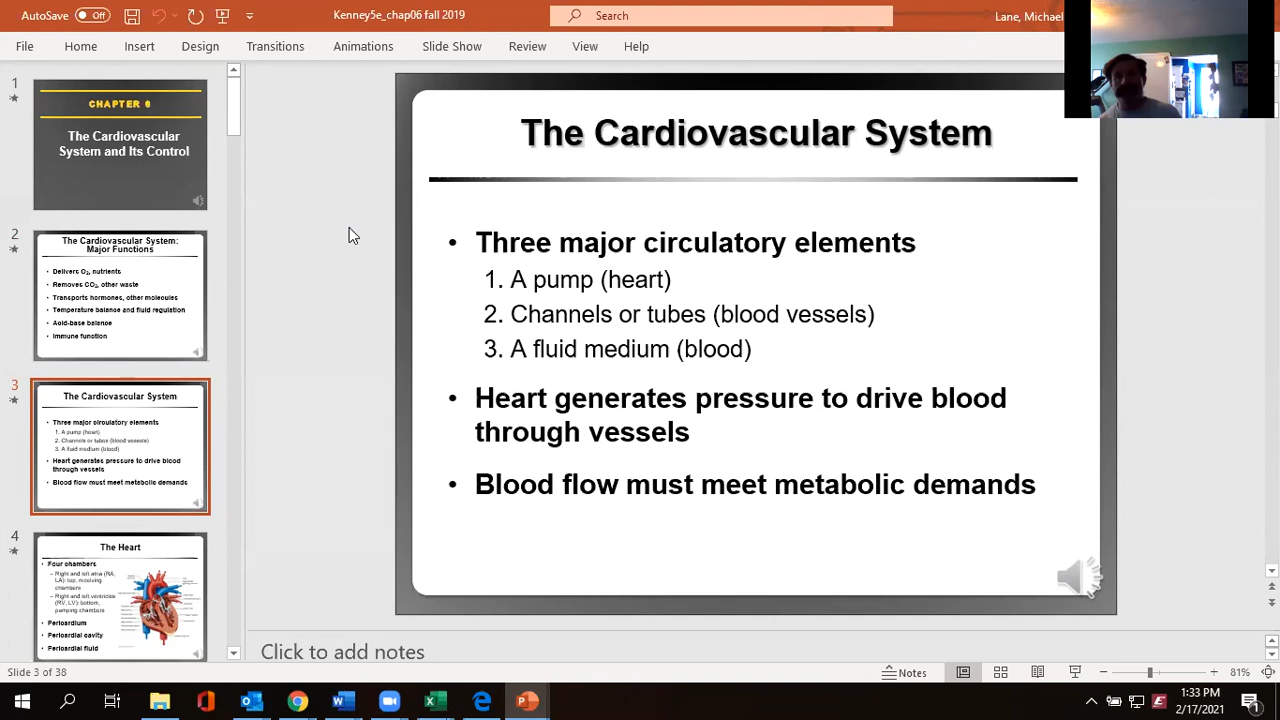 AutoSave Off
Kenney5e_chap06 fall 2019
Search
Lane, Michael
File Home Insert Design Transitions Animations Slide Show Review View Help
1
CHAPTER 6
The Cardiovascular
System and Its Control
2
The Cardiovascular System:
Major Functions
• Delivers O2, nutrients
• Removes CO2, other waste
• Transports hormones, other molecules
• Temperature balance and fluid regulation
• Acid-base balance
• Immune function
3
The Cardiovascular System
• Three major circulatory elements
1. A pump (heart)
2. Channels or tubes (blood vessels)
3. A fluid medium (blood)
• Heart generates pressure to drive blood
through vessels
• Blood flow must meet metabolic demands
4
The Heart
• Four chambers
– Right and left atria (RA,
LA): top, receiving
chambers
– Right and left ventricles
(RV, LV): bottom,
pumping chambers
• Pericardium
• Pericardial cavity
• Pericardial fluid
The Cardiovascular System
• Three major circulatory elements
1. A pump (heart)
2. Channels or tubes (blood vessels)
3. A fluid medium (blood)
• Heart generates pressure to drive blood
through vessels
• Blood flow must meet metabolic demands
Click to add notes
Slide 3 of 38
Notes
81%
1:33 PM
2/17/2021
1